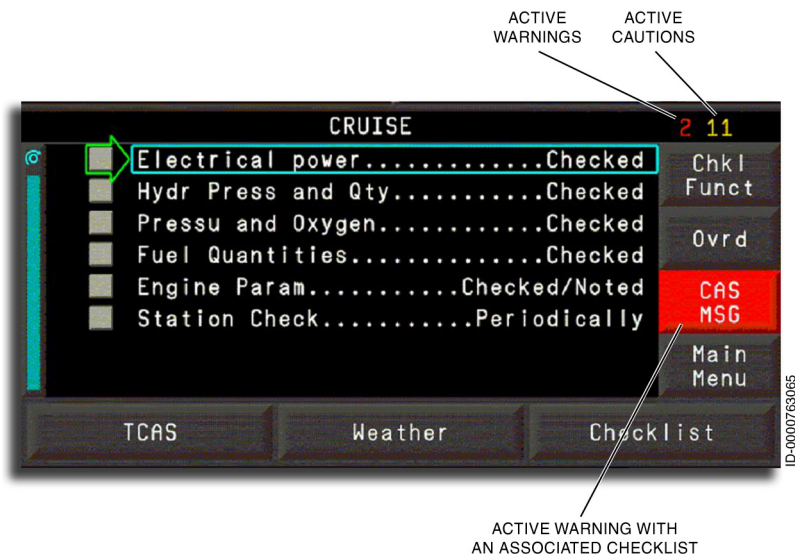 ACTIVE WARNINGS
ACTIVE CAUTIONS
CRUISE
2 11
Electrical power..............Checked
Hydr Press and Qty............Checked
Pressu and Oxygen.............Checked
Fuel Quantities...............Checked
Engine Param...........Checked/Noted
Station Check...........Periodically
Chkl
Funct
Ovrd
CAS
MSG
Main
Menu
TCAS
Weather
Checklist
ID-0000763065
ACTIVE WARNING WITH
AN ASSOCIATED CHECKLIST